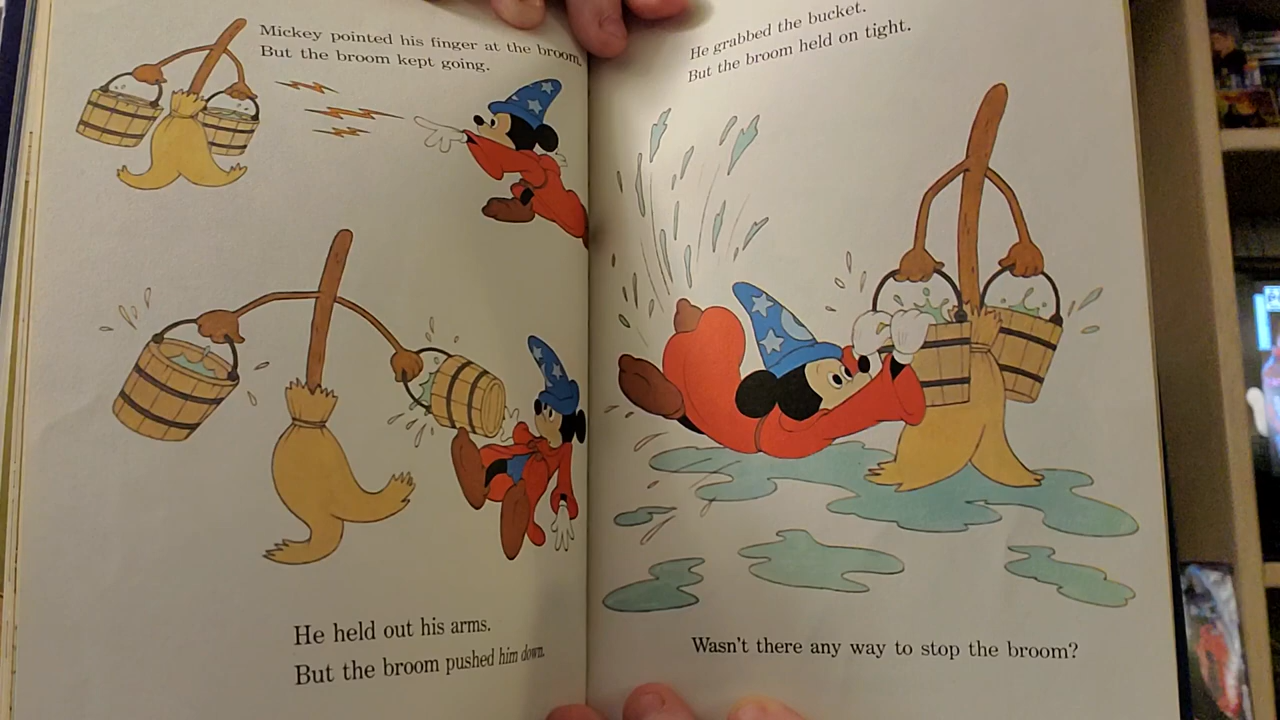 Mickey pointed his finger at the broom.
But the broom kept going.
He held out his arms.
But the broom pushed him down.
He grabbed the bucket.
But the broom held on tight.
Wasn't there any way to stop the broom?